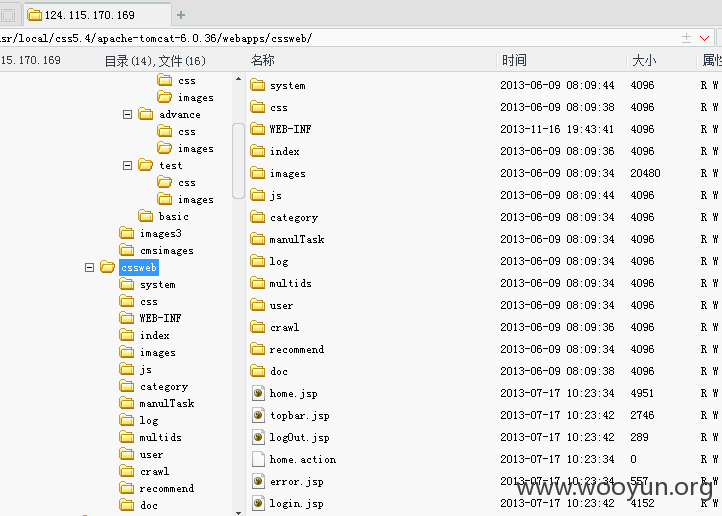 124.115.170.169
usr/local/css5.4/apache-tomcat-6.0.36/webapps/cssweb/
15.170.169 目录(14),文件(16) 名称 时间 大小 属性
css
images
advance
css
images
test
css
images
basic
images3
cmsimages
cssweb
system
css
WEB-INF
index
images
js
category
manulTask
log
multids
user
crawl
recommend
doc
system 2013-06-09 08:09:44 4096 R W
css 2013-06-09 08:09:38 4096 R W
WEB-INF 2013-11-16 19:43:41 4096 R W
index 2013-06-09 08:09:36 4096 R W
images 2013-06-09 08:09:34 20480 R W
js 2013-06-09 08:09:44 4096 R W
category 2013-06-09 08:09:34 4096 R W
manulTask 2013-06-09 08:09:34 4096 R W
log 2013-06-09 08:09:34 4096 R W
multids 2013-06-09 08:09:34 4096 R W
user 2013-06-09 08:09:34 4096 R W
crawl 2013-06-09 08:09:36 4096 R W
recommend 2013-06-09 08:09:34 4096 R W
doc 2013-06-09 08:09:38 4096 R W
home.jsp 2013-07-17 10:23:34 4951 R W
topbar.jsp 2013-07-17 10:23:42 2746 R W
logOut.jsp 2013-07-17 10:23:42 289 R W
home.action 2013-07-17 10:23:34 0 R W
error.jsp 2013-07-17 10:23:34 557 R W
login.jsp 2013-07-17 10:23:42 4152 R W
www.wooyun.org